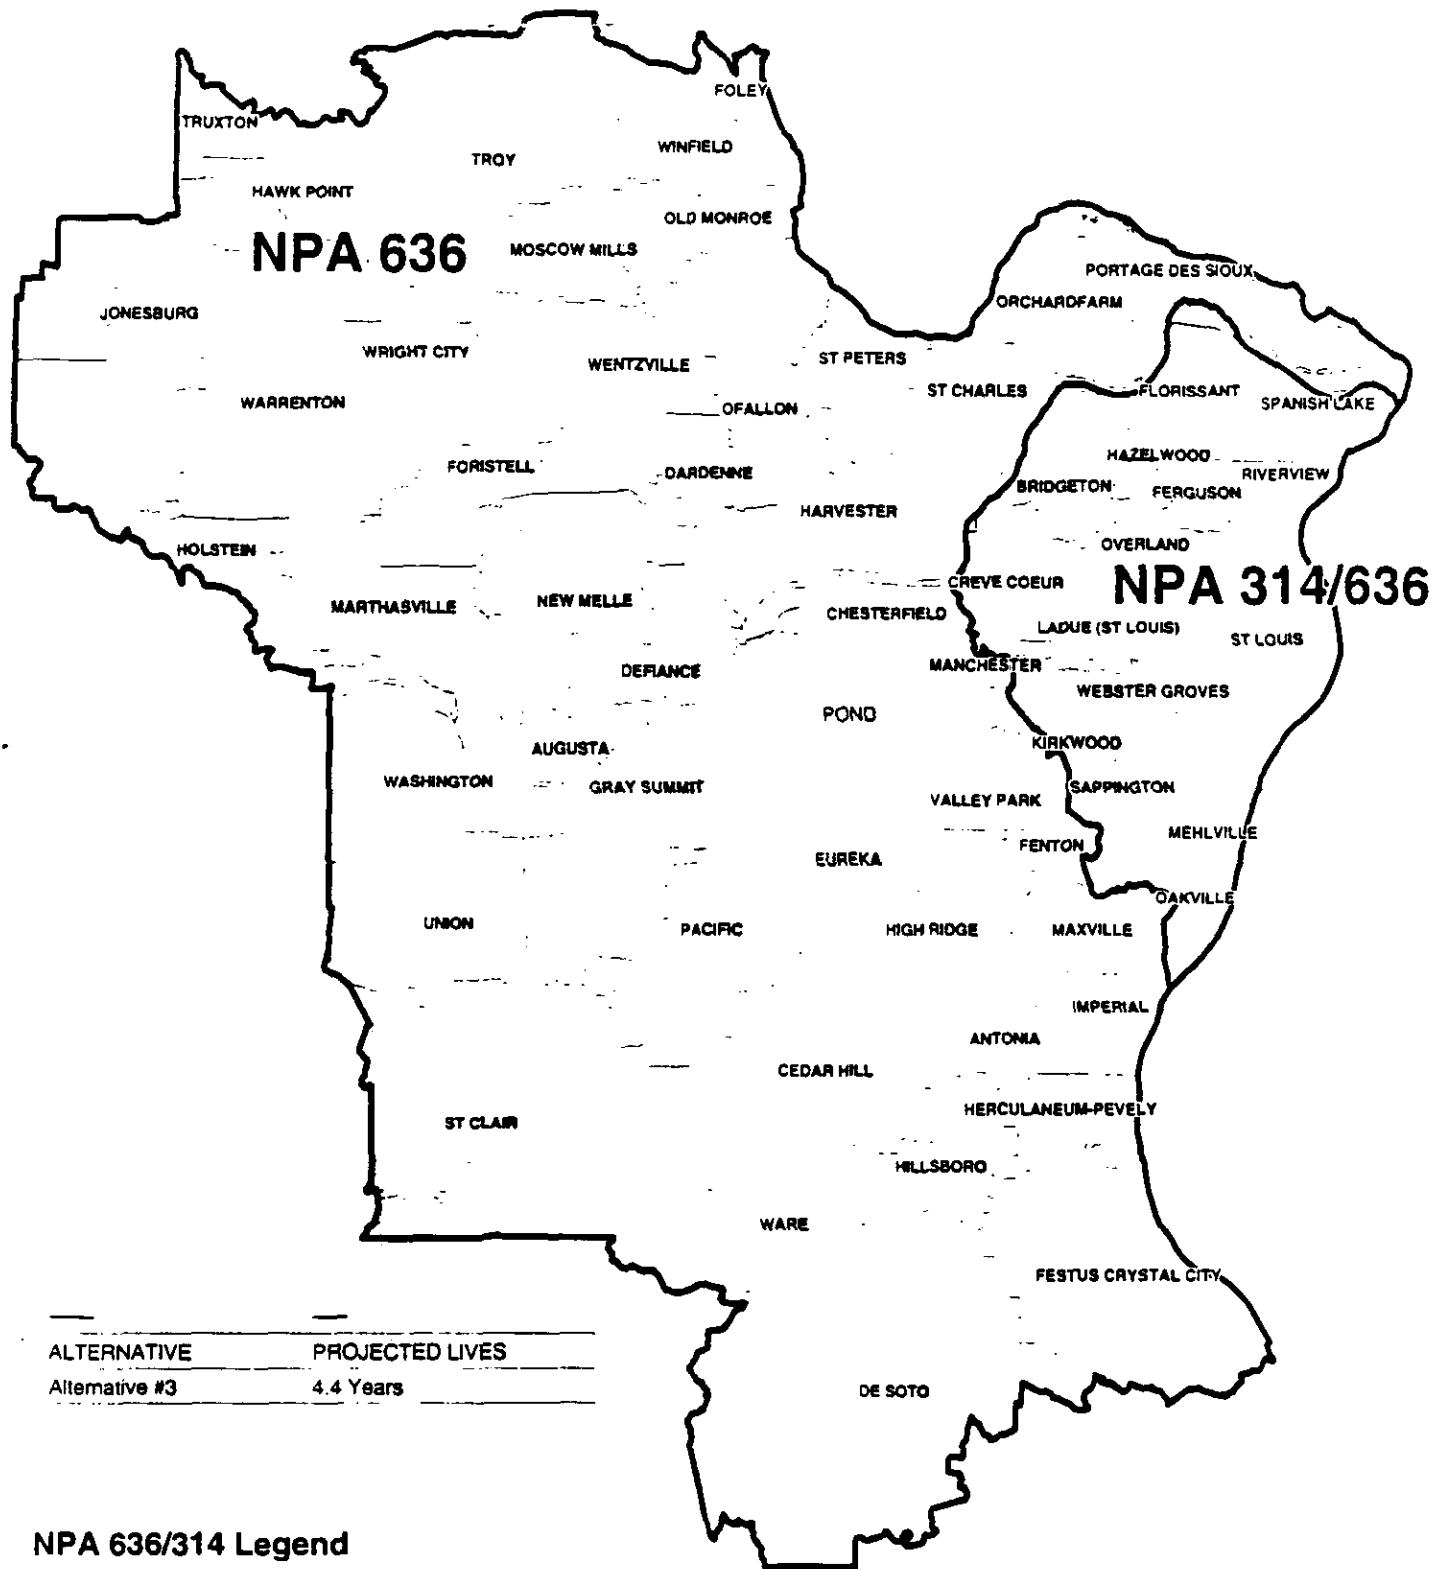 FOLEY
TRUXTON
WINFIELD
TROY
HAWK POINT
OLD MONROE
NPA 636
MOSCOW MILLS
PORTAGE DES SIOUX
ORCHARDFARM
JONESBURG
WRIGHT CITY
ST PETERS
WENTZVILLE
ST CHARLES
FLORISSANT
WARRENTON
SPANISH LAKE
OFALLON
HAZELWOOD
FORISTELL
DARDENNE
RIVERVIEW
BRIDGETON
FERGUSON
HARVESTER
OVERLAND
HOLSTEIN
CREVE COEUR
NPA 314/636
NEW MELLE
MARTHASVILLE
CHESTERFIELD
LADUE (ST LOUIS)
ST LOUIS
MANCHESTER
DEFIANCE
WEBSTER GROVES
POND
KIRKWOOD
AUGUSTA
WASHINGTON
GRAY SUMMIT
SAPPINGTON
VALLEY PARK
MEHLVILLE
FENTON
EUREKA
OAKVILLE
UNION
PACIFIC
HIGH RIDGE
MAXVILLE
IMPERIAL
ANTONIA
CEDAR HILL
HERCULANEUM-PEVELY
ST CLAIR
HILLSBORO
WARE
FESTUS CRYSTAL CITY
ALTERNATIVE PROJECTED LIVES
Alternative #3 4.4 Years
DE SOTO
NPA 636/314 Legend